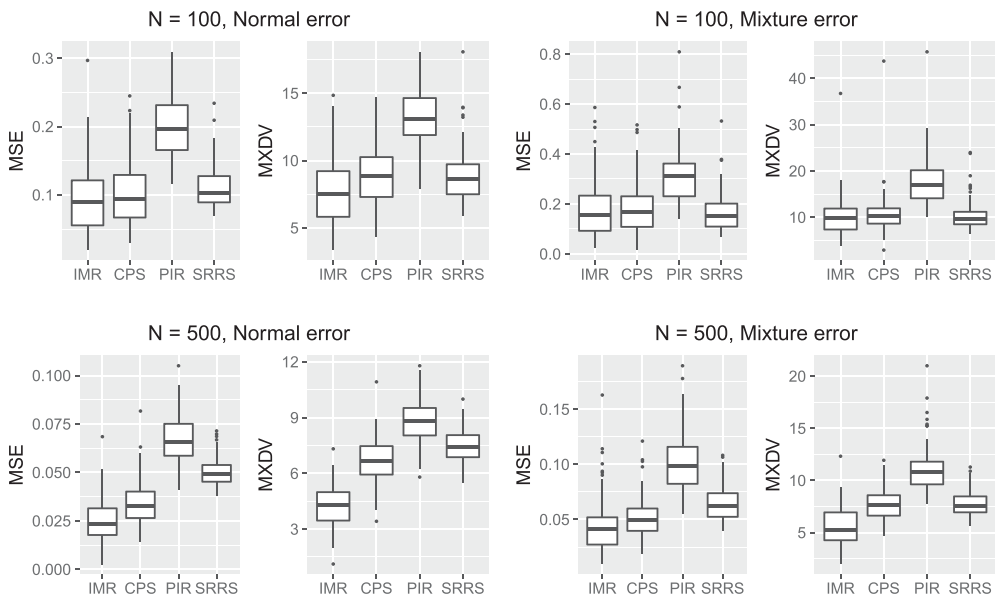 N = 100, Normal error
N = 100, Mixture error
MSE
0.3
0.2
0.1
IMR CPS PIR SRRS
MXDV
15
10
5
IMR CPS PIR SRRS
MSE
0.8
0.6
0.4
0.2
0.0
IMR CPS PIR SRRS
MXDV
40
30
20
10
IMR CPS PIR SRRS
N = 500, Normal error
N = 500, Mixture error
MSE
0.100
0.075
0.050
0.025
0.000
IMR CPS PIR SRRS
MXDV
12
9
6
3
IMR CPS PIR SRRS
MSE
0.15
0.10
0.05
IMR CPS PIR SRRS
MXDV
20
15
10
5
IMR CPS PIR SRRS